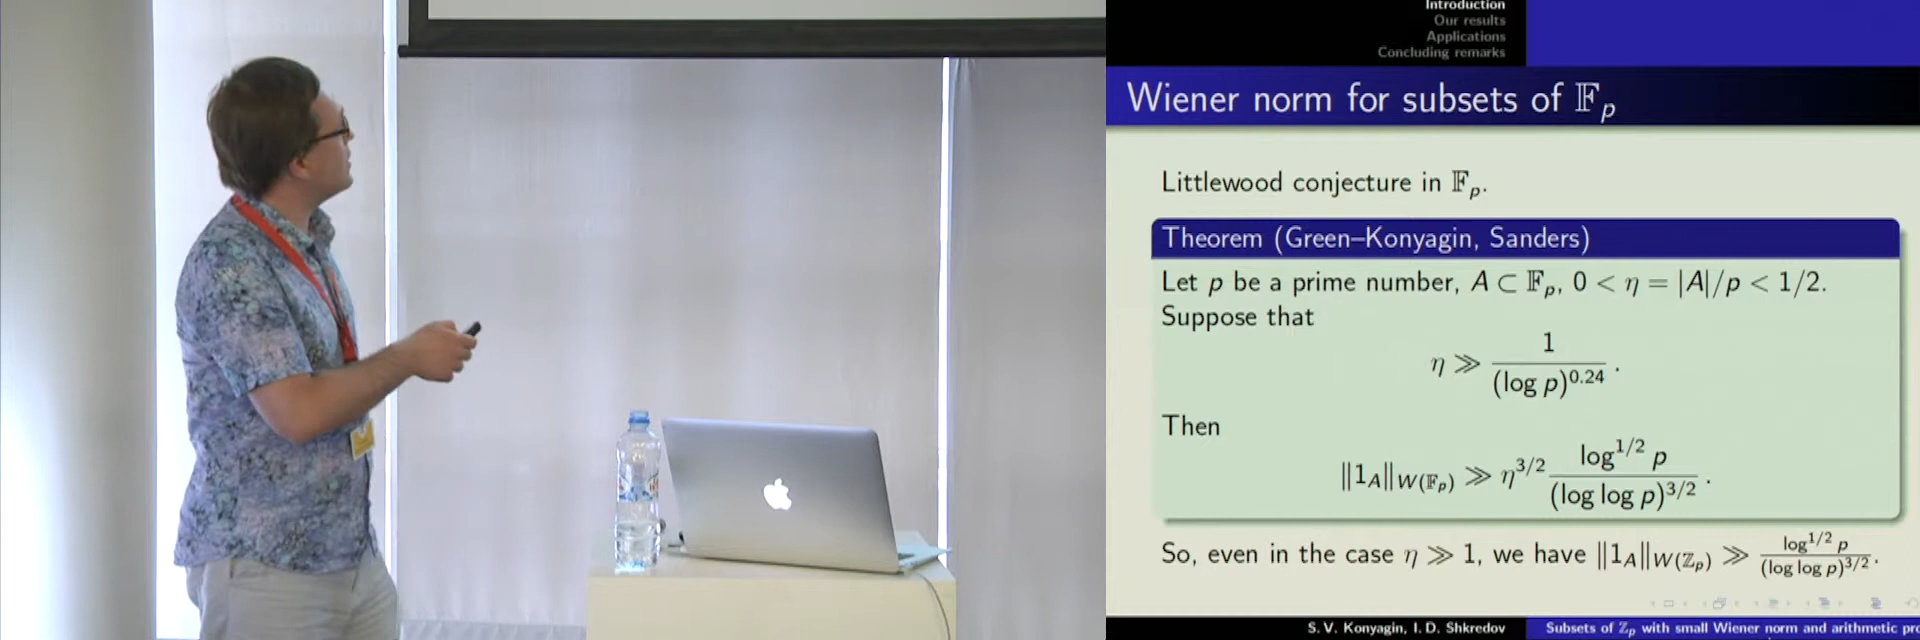 Introduction
Our results
Applications
Concluding remarks
Wiener norm for subsets of 𝔽_p
Littlewood conjecture in 𝔽_p.
Theorem (Green–Konyagin, Sanders)
Let p be a prime number, A ⊂ 𝔽_p, 0 < η = |A|/p < 1/2.
Suppose that
η ≫ 1/(log p)^{0.24}.
Then
‖1_A‖_{W(𝔽_p)} ≫ η^{3/2} log^{1/2} p/(log log p)^{3/2}.
So, even in the case η ≫ 1, we have ‖1_A‖_{W(ℤ_p)} ≫ log^{1/2} p/(log log p)^{3/2}.
S. V. Konyagin, I. D. Shkredov
Subsets of ℤ_p with small Wiener norm and arithmetic pro